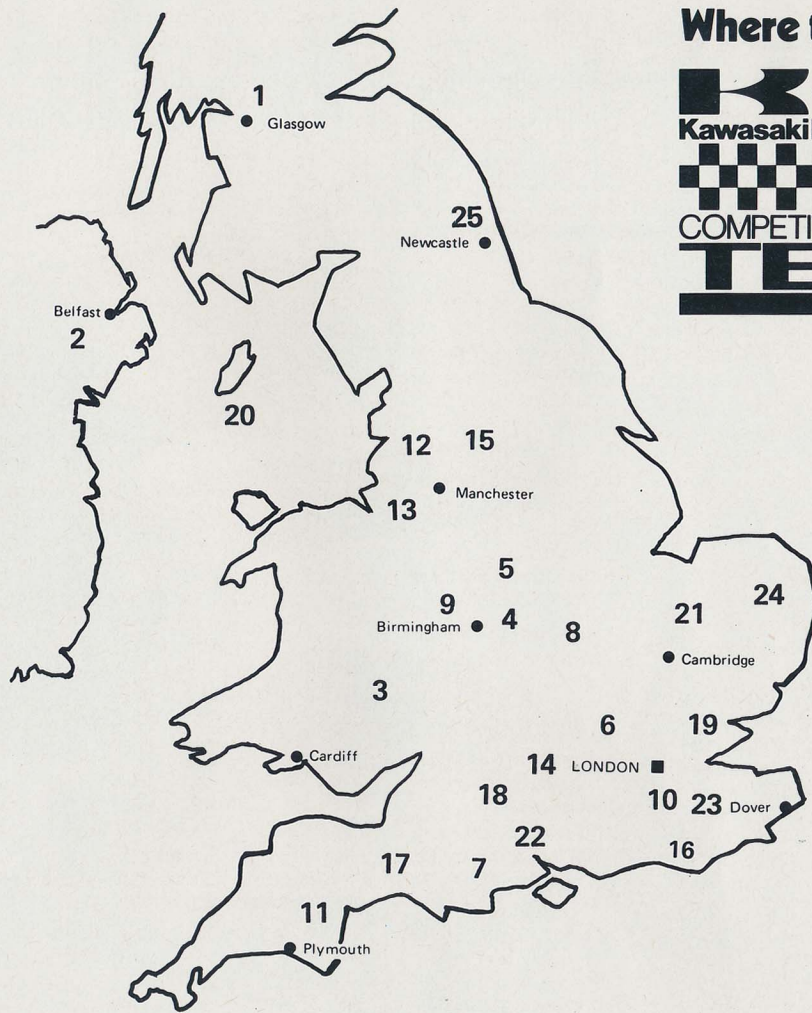 Where
Kawasaki
COMPETI
TE
1
Glasgow
25
Newcastle
Belfast
2
20
12
15
Manchester
13
5
9
4
Birmingham
8
24
21
Cambridge
3
6
19
Cardiff
14
LONDON
18
10
23
Dover
22
16
17
7
11
Plymouth